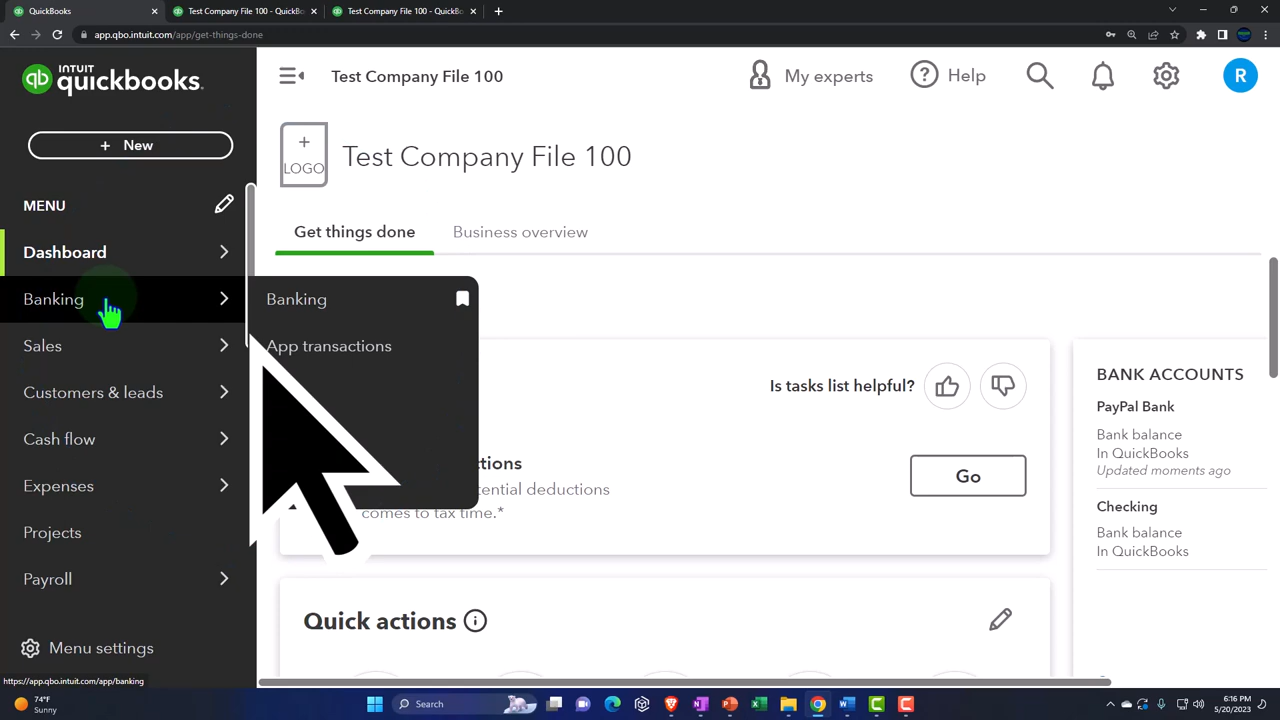 QuickBooks
Test Company File 100 - QuickBo
Test Company File 100 - QuickBo
app.qbo.intuit.com/app/get-things-done
INTUIT
quickbooks.
Test Company File 100
My experts
Help
R
+ New
+
LOGO
Test Company File 100
MENU
Get things done
Business overview
Dashboard
Banking
Sales
Customers & leads
Cash flow
Expenses
Projects
Payroll
Menu settings
Banking
App transactions
Is tasks list helpful?
Go
comes to tax time.*
Quick actions
BANK ACCOUNTS
PayPal Bank
Bank balance
In QuickBooks
Updated moments ago
Checking
Bank balance
In QuickBooks
https://app.qbo.intuit.com/app/banking
74°F
Sunny
Search
6:16 PM
5/20/2023